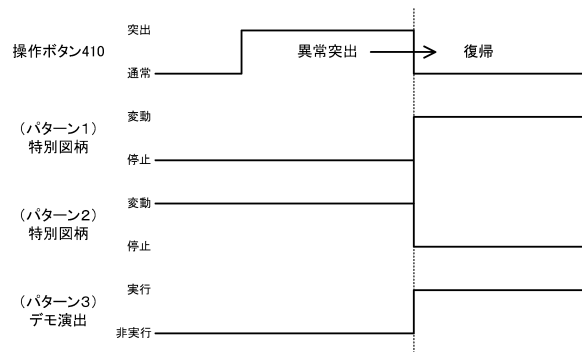 突出
操作ボタン410
異常突出
復帰
通常
変動
（パターン１）
特別図柄
停止
変動
（パターン２）
特別図柄
停止
実行
（パターン３）
デモ演出
非実行